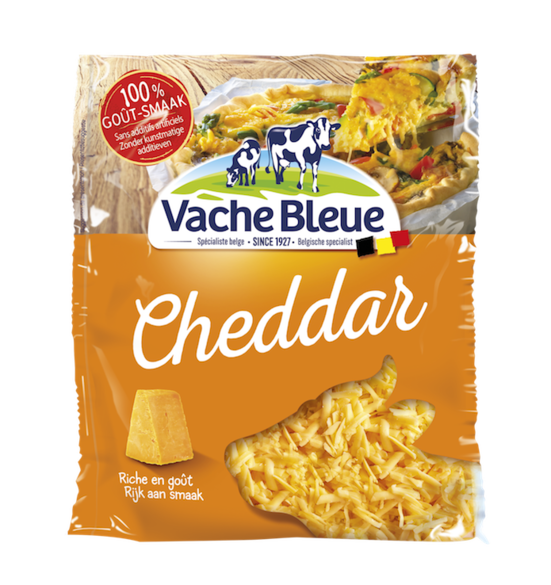 100%
GOÛT-SMAAK
Sans additifs artificiels
Zonder kunstmatige
additieven
Vache Bleue
Spécialiste belge • SINCE 1927 • Belgische specialist
Cheddar
Riche en goût
Rijk aan smaak